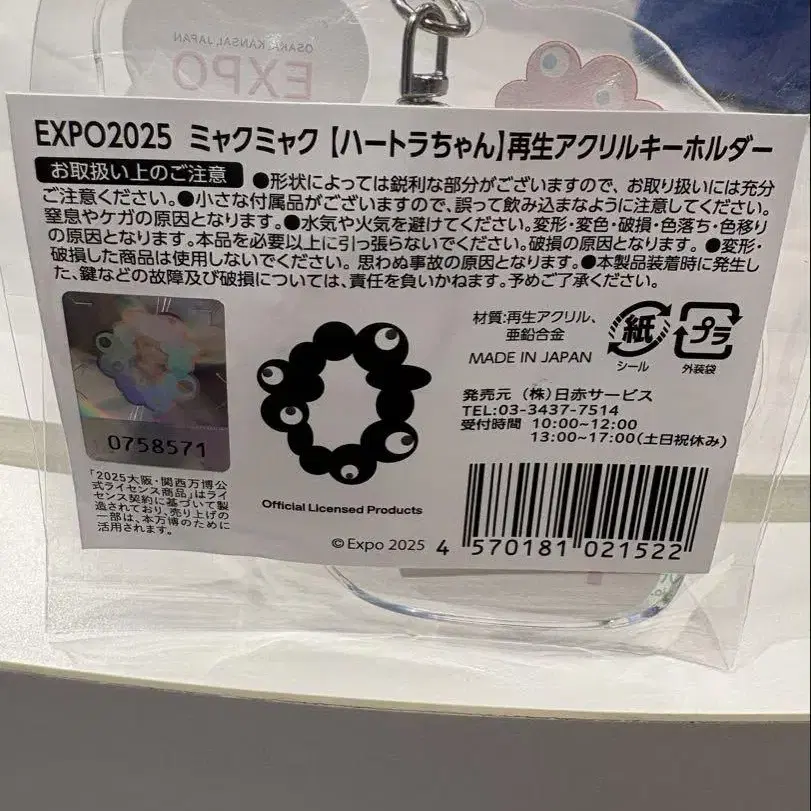 OSAKA, KANSAI, JAPAN
EXPO
EXPO2025 ミャクミャク【ハートラちゃん】再生アクリルキーホルダー
お取扱い上のご注意 ●形状によっては鋭利な部分がございますので、お取り扱いには充分
ご注意ください。●小さな付属品がございますので、誤って飲み込まなように注意してください。
窒息やケガの原因となります。●水気や火気を避けてください。変形・変色・破損・色落ち・色移り
の原因となります。本品を必要以上に引っ張らないでください。破損の原因となります。 ●変形・
破損した商品は使用しないでください。 思わぬ事故の原因となります。●本製品装着時に発生し
た、鍵などの故障及び破損については、責任を負いかねます。予めご了承ください。
0758571
「2025大阪・関西万博公
式ライセンス商品」はライ
センス契約に基づいて製
造されており、売り上げの
一部は、本万博のために
活用されます。
Official Licensed Products
©Expo 2025
材質:再生アクリル、
亜鉛合金
MADE IN JAPAN
紙
シール
プラ
外装袋
発売元 (株)日赤サービス
TEL:03-3437-7514
受付時間 10:00~12:00
13:00~17:00(土日祝休み)
4 570181 021522